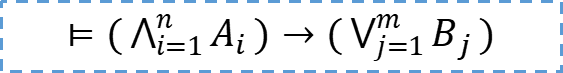 ⊨ ( ⋀ⁿᵢ₌₁ Aᵢ ) → ( ⋁ᵐⱼ₌₁ Bⱼ )